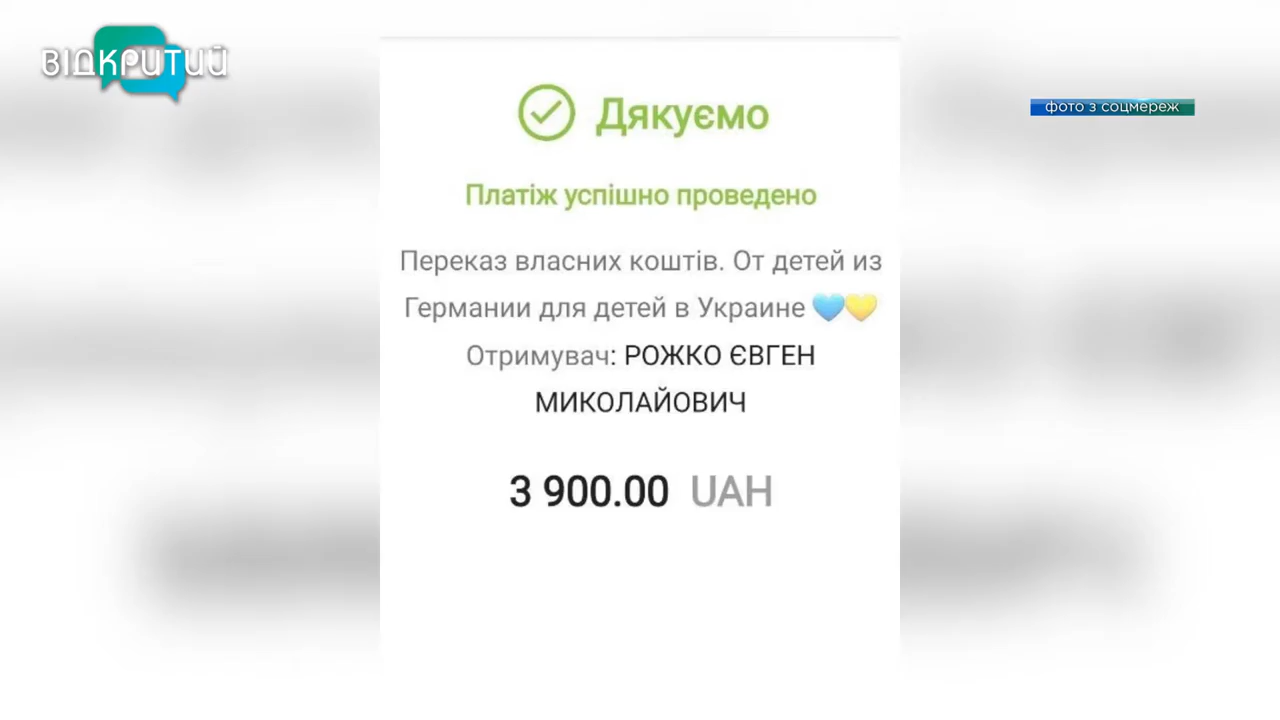 ВІДКРИТИЙ
фото з соцмереж
Дякуємо
Платіж успішно проведено
Переказ власних коштів. От детей из
Германии для детей в Украине 💙💛
Отримувач: РОЖКО ЄВГЕН
МИКОЛАЙОВИЧ
3 900.00 UAH